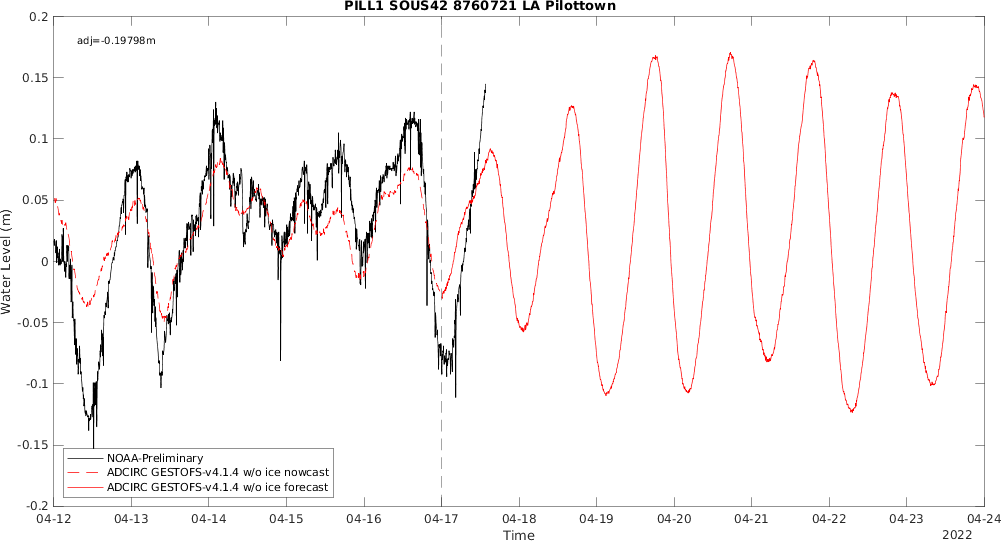 PILL1 SOUS42 8760721 LA Pilottown
adj=-0.19798m
0.2
0.15
0.1
0.05
0
-0.05
-0.1
-0.15
-0.2
Water Level (m)
NOAA-Preliminary
ADCIRC GESTOFS-v4.1.4 w/o ice nowcast
ADCIRC GESTOFS-v4.1.4 w/o ice forecast
04-12 04-13 04-14 04-15 04-16 04-17 04-18 04-19 04-20 04-21 04-22 04-23 04-24
Time
2022